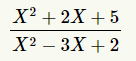 X² + 2X + 5
X² − 3X + 2